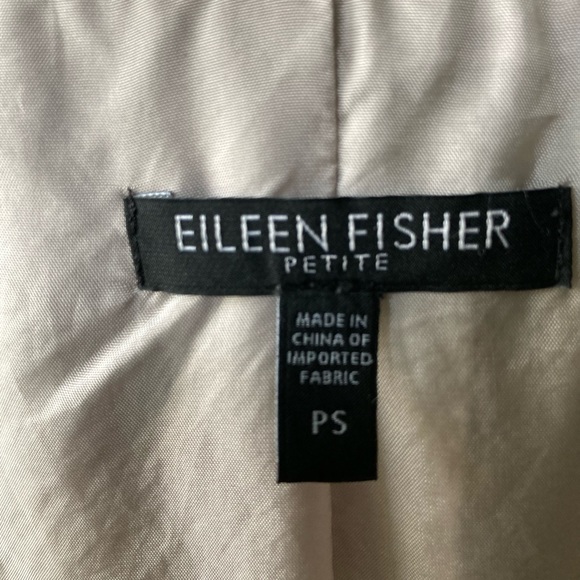 EILEEN FISHER
PETITE
MADE IN
CHINA OF
IMPORTED
FABRIC
PS